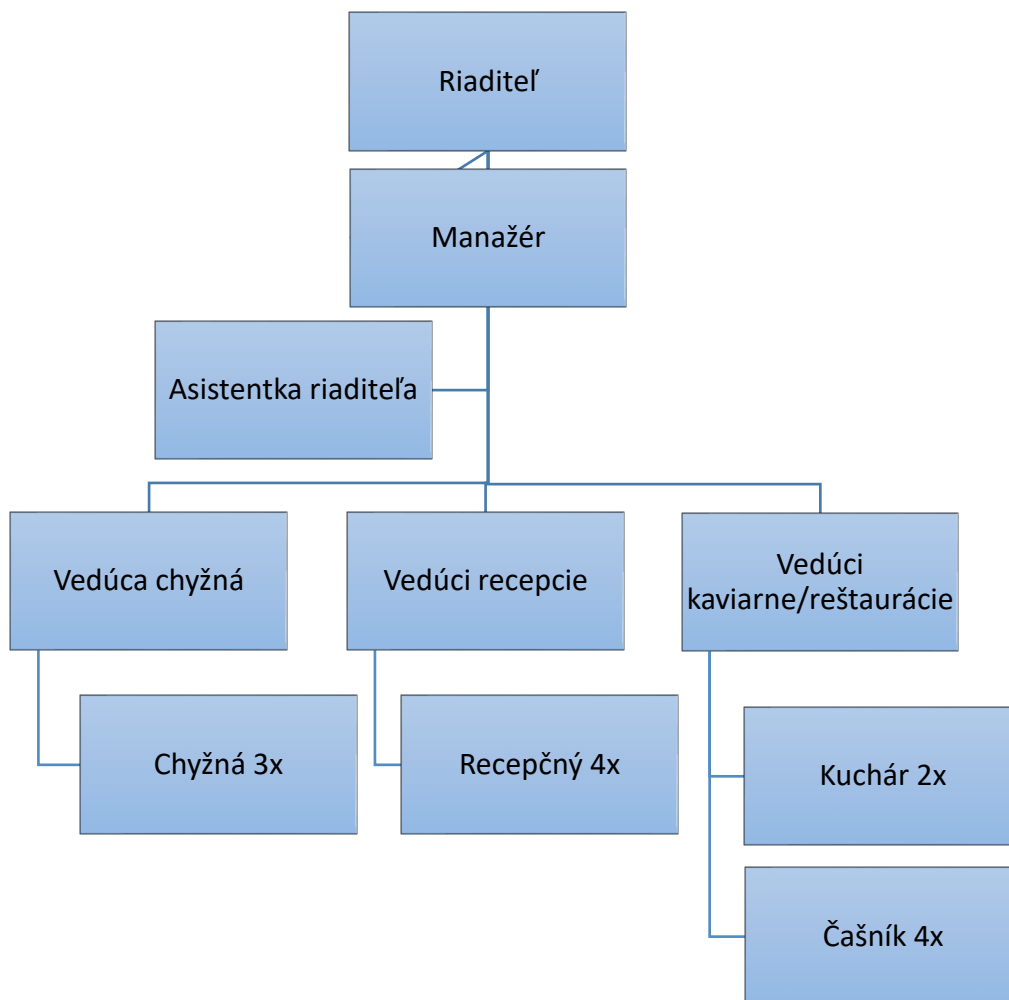 Riaditeľ
Manažér
Asistentka riaditeľa
Vedúca chyžná
Vedúci recepcie
Vedúci
kaviarne/reštaurácie
Chyžná 3x
Recepčný 4x
Kuchár 2x
Čašník 4x